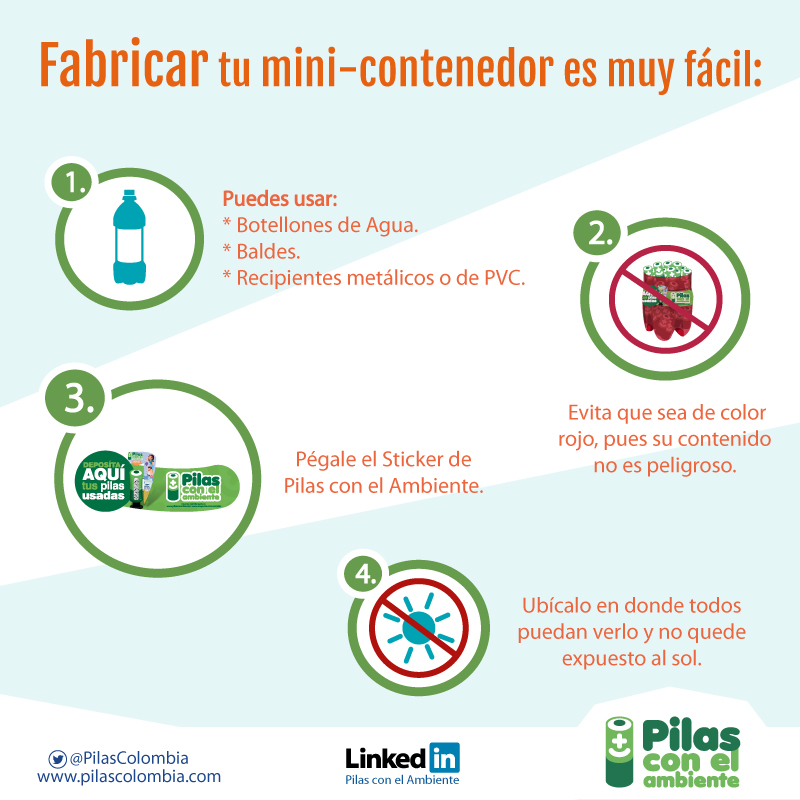 Fabricar tu mini-contenedor es muy fácil:
1.
Puedes usar:
* Botellones de Agua.
* Baldes.
* Recipientes metálicos o de PVC.
2.
Pilas
Evita que sea de color
rojo, pues su contenido
no es peligroso.
3.
DEPOSITA
AQUÍ
tus pilas
usadas
Pilas
con el
ambiente
Pégale el Sticker de
Pilas con el Ambiente.
4.
Ubícalo en donde todos
puedan verlo y no quede
expuesto al sol.
@PilasColombia
www.pilascolombia.com
Linked in
Pilas con el Ambiente
Pilas
con el
ambiente